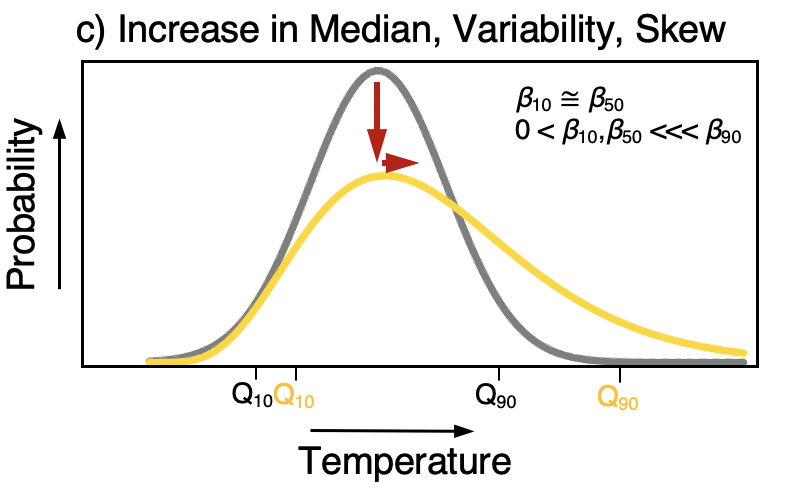 c) Increase in Median, Variability, Skew
β₁₀ ≅ β₅₀
0 < β₁₀,β₅₀ <<< β₉₀
Probability
Q₁₀ Q₁₀ Q₉₀ Q₉₀
Temperature